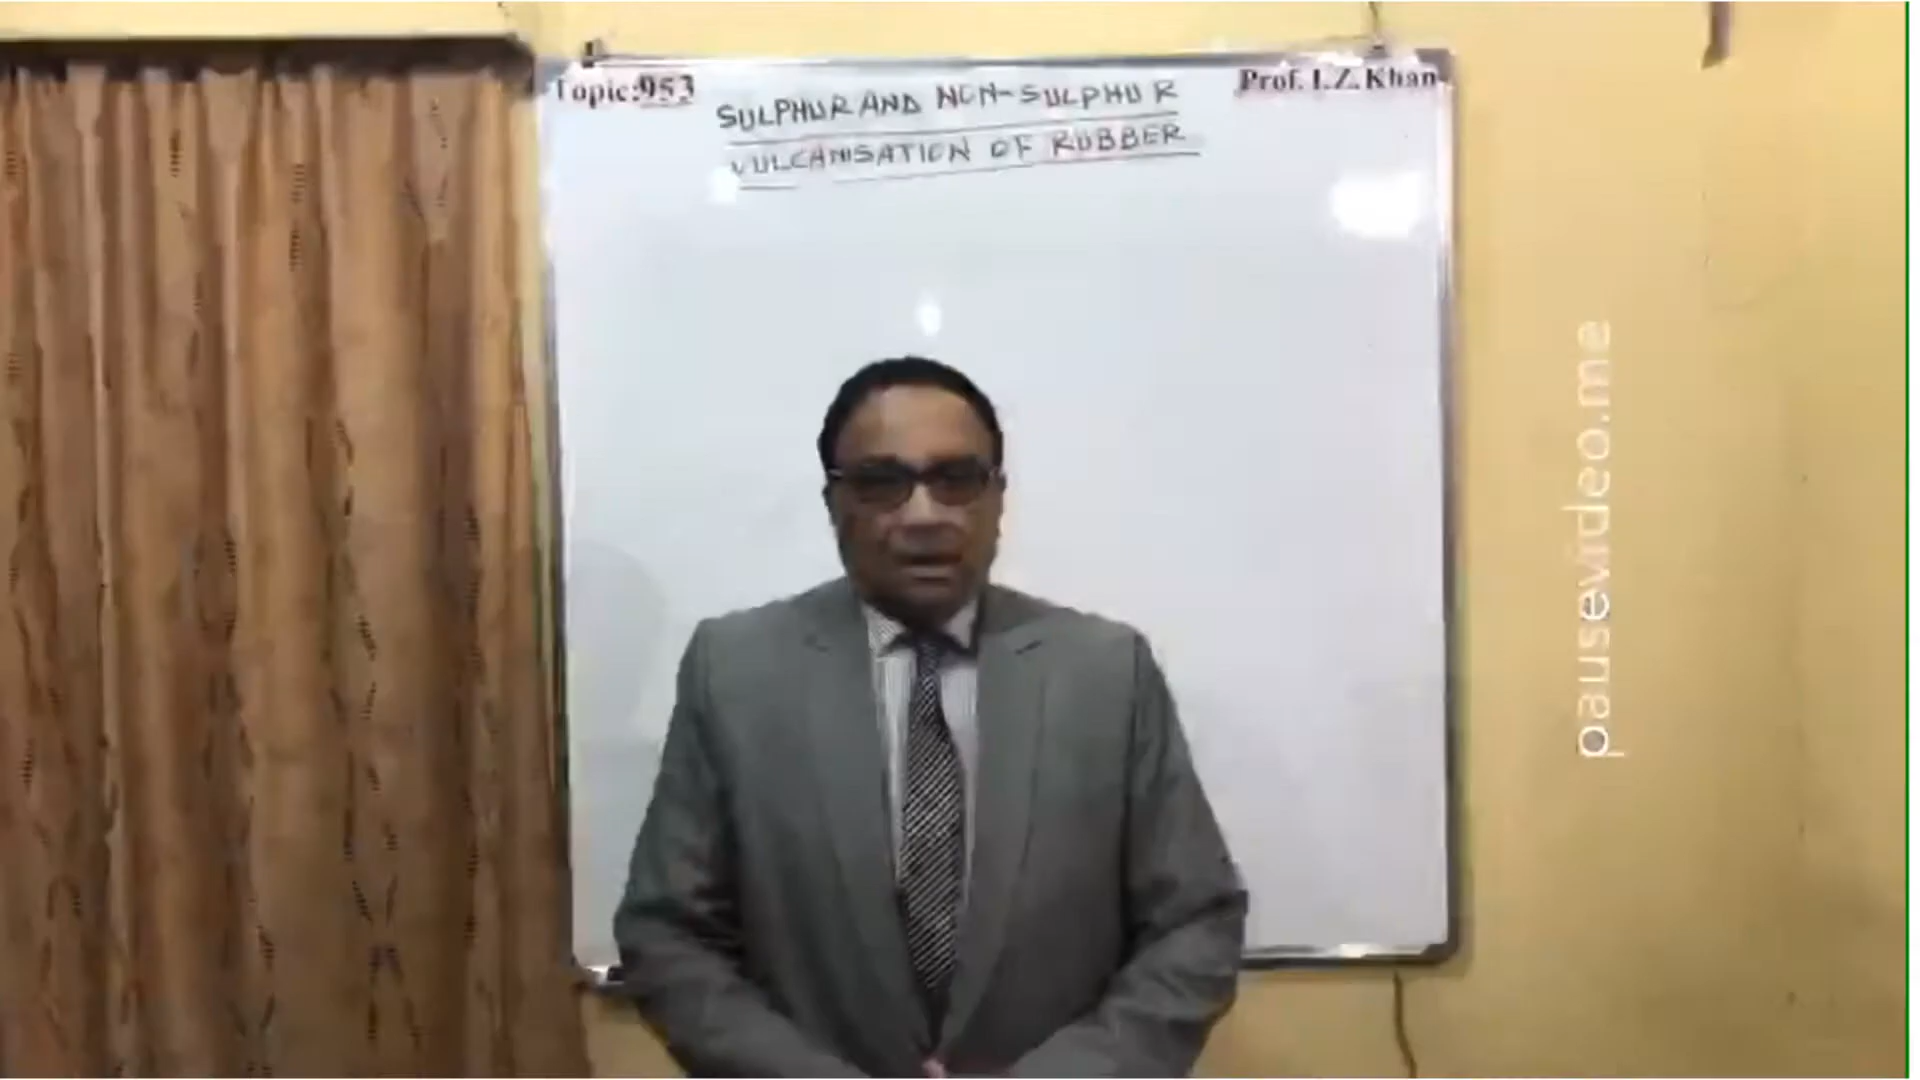 Topic:953
Prof. I.Z. Khan
SULPHUR AND NON-SULPHUR
VULCANISATION OF RUBBER
pausevideo.me